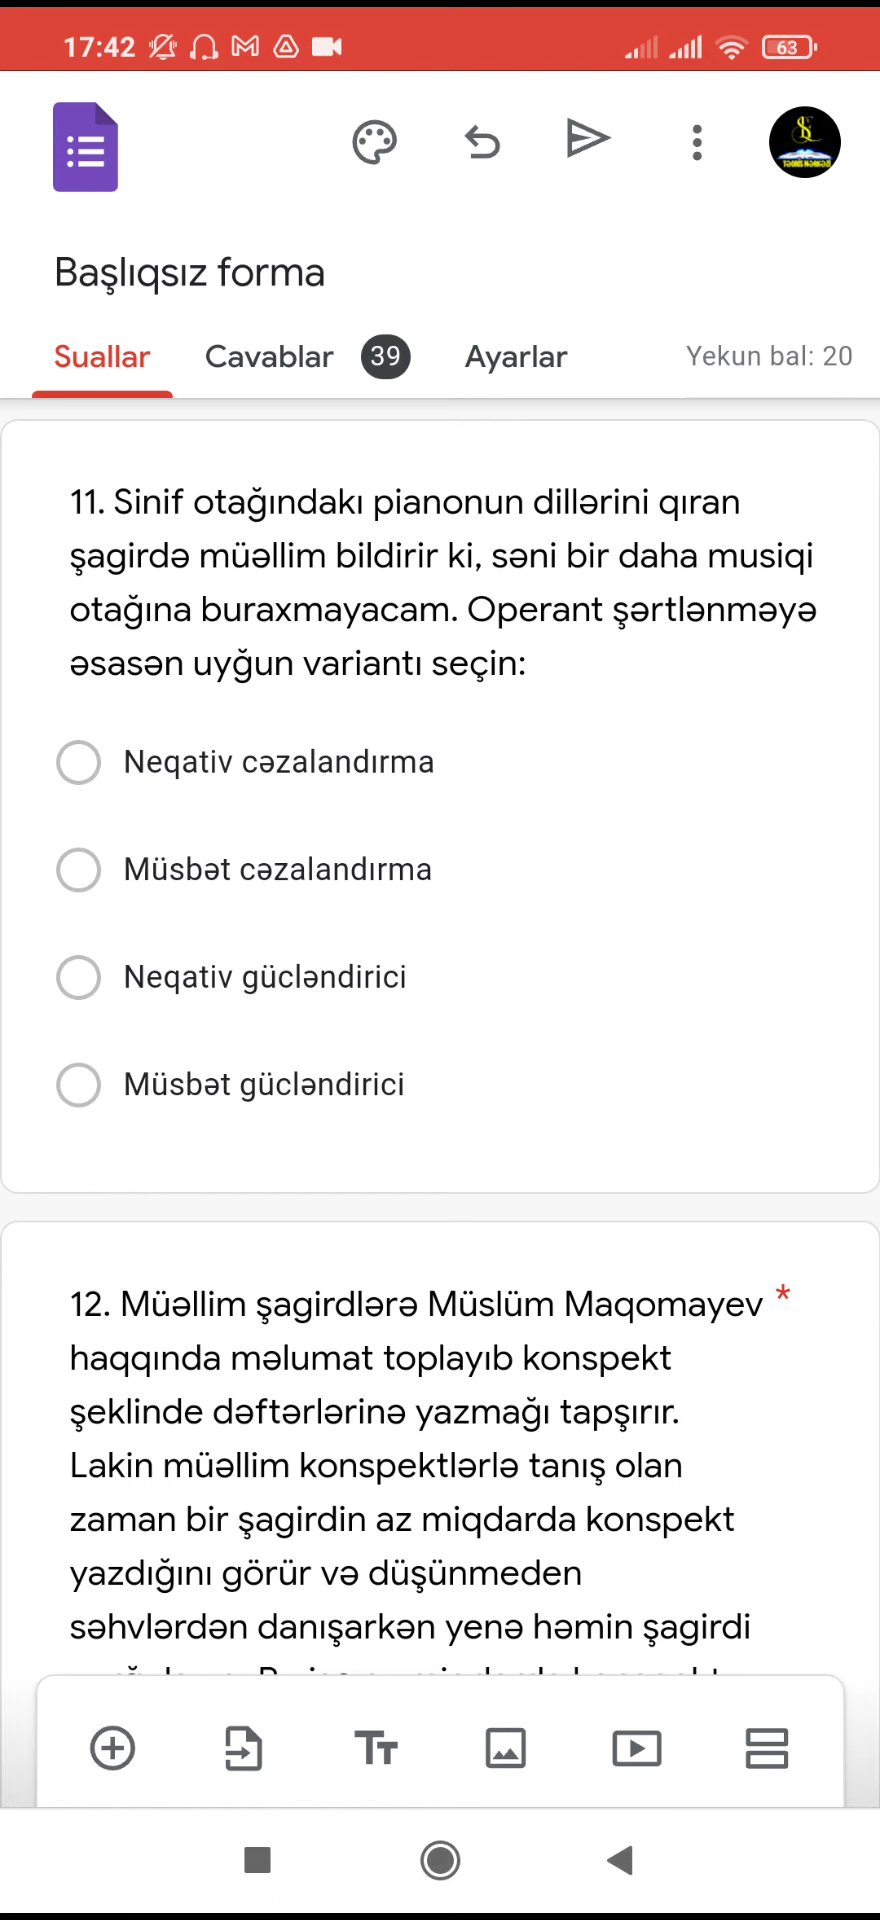 17:42
63
Başlıqsız forma
Suallar Cavablar 39 Ayarlar Yekun bal: 20
11. Sinif otağındakı pianonun dillərini qıran
şagirdə müəllim bildirir ki, səni bir daha musiqi
otağına buraxmayacam. Operant şərtlənməyə
əsasən uyğun variantı seçin:
Neqativ cəzalandırma
Müsbət cəzalandırma
Neqativ gücləndirici
Müsbət gücləndirici
12. Müəllim şagirdlərə Müslüm Maqomayev *
haqqında məlumat toplayıb konspekt
şeklinde dəftərlərinə yazmağı tapşırır.
Lakin müəllim konspektlərlə tanış olan
zaman bir şagirdin az miqdarda konspekt
yazdığını görür və düşünmeden
səhvlərdən danışarkən yenə həmin şagirdi